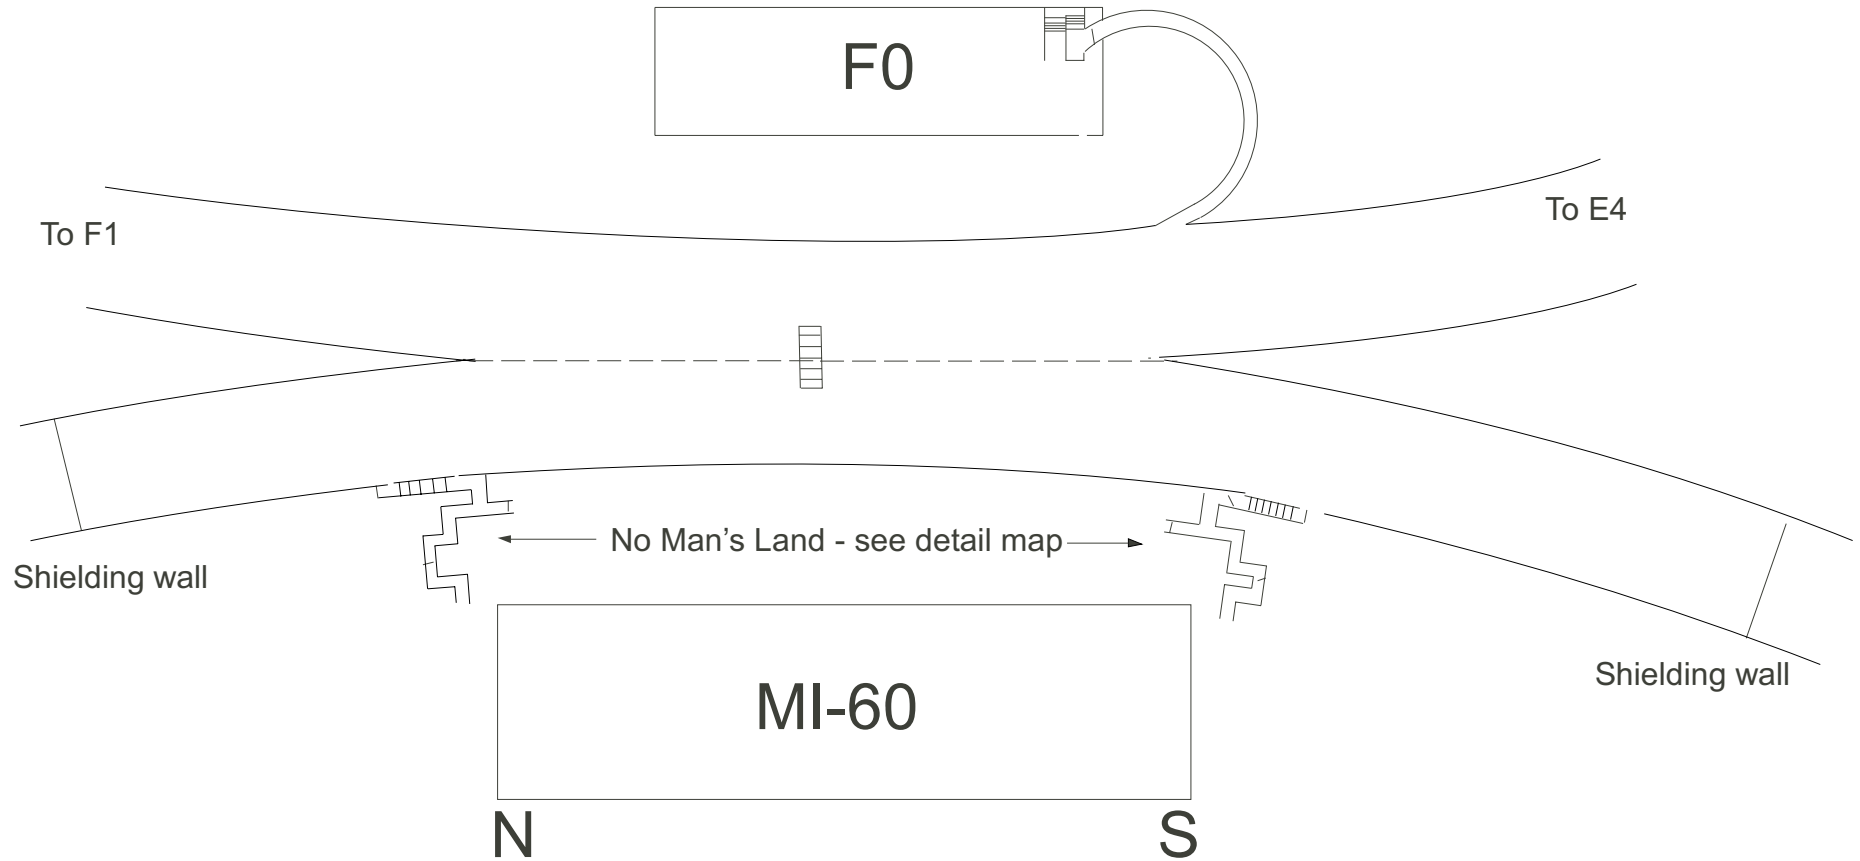 F0
To F1
To E4
No Man's Land - see detail map
Shielding wall
Shielding wall
MI-60
N
S